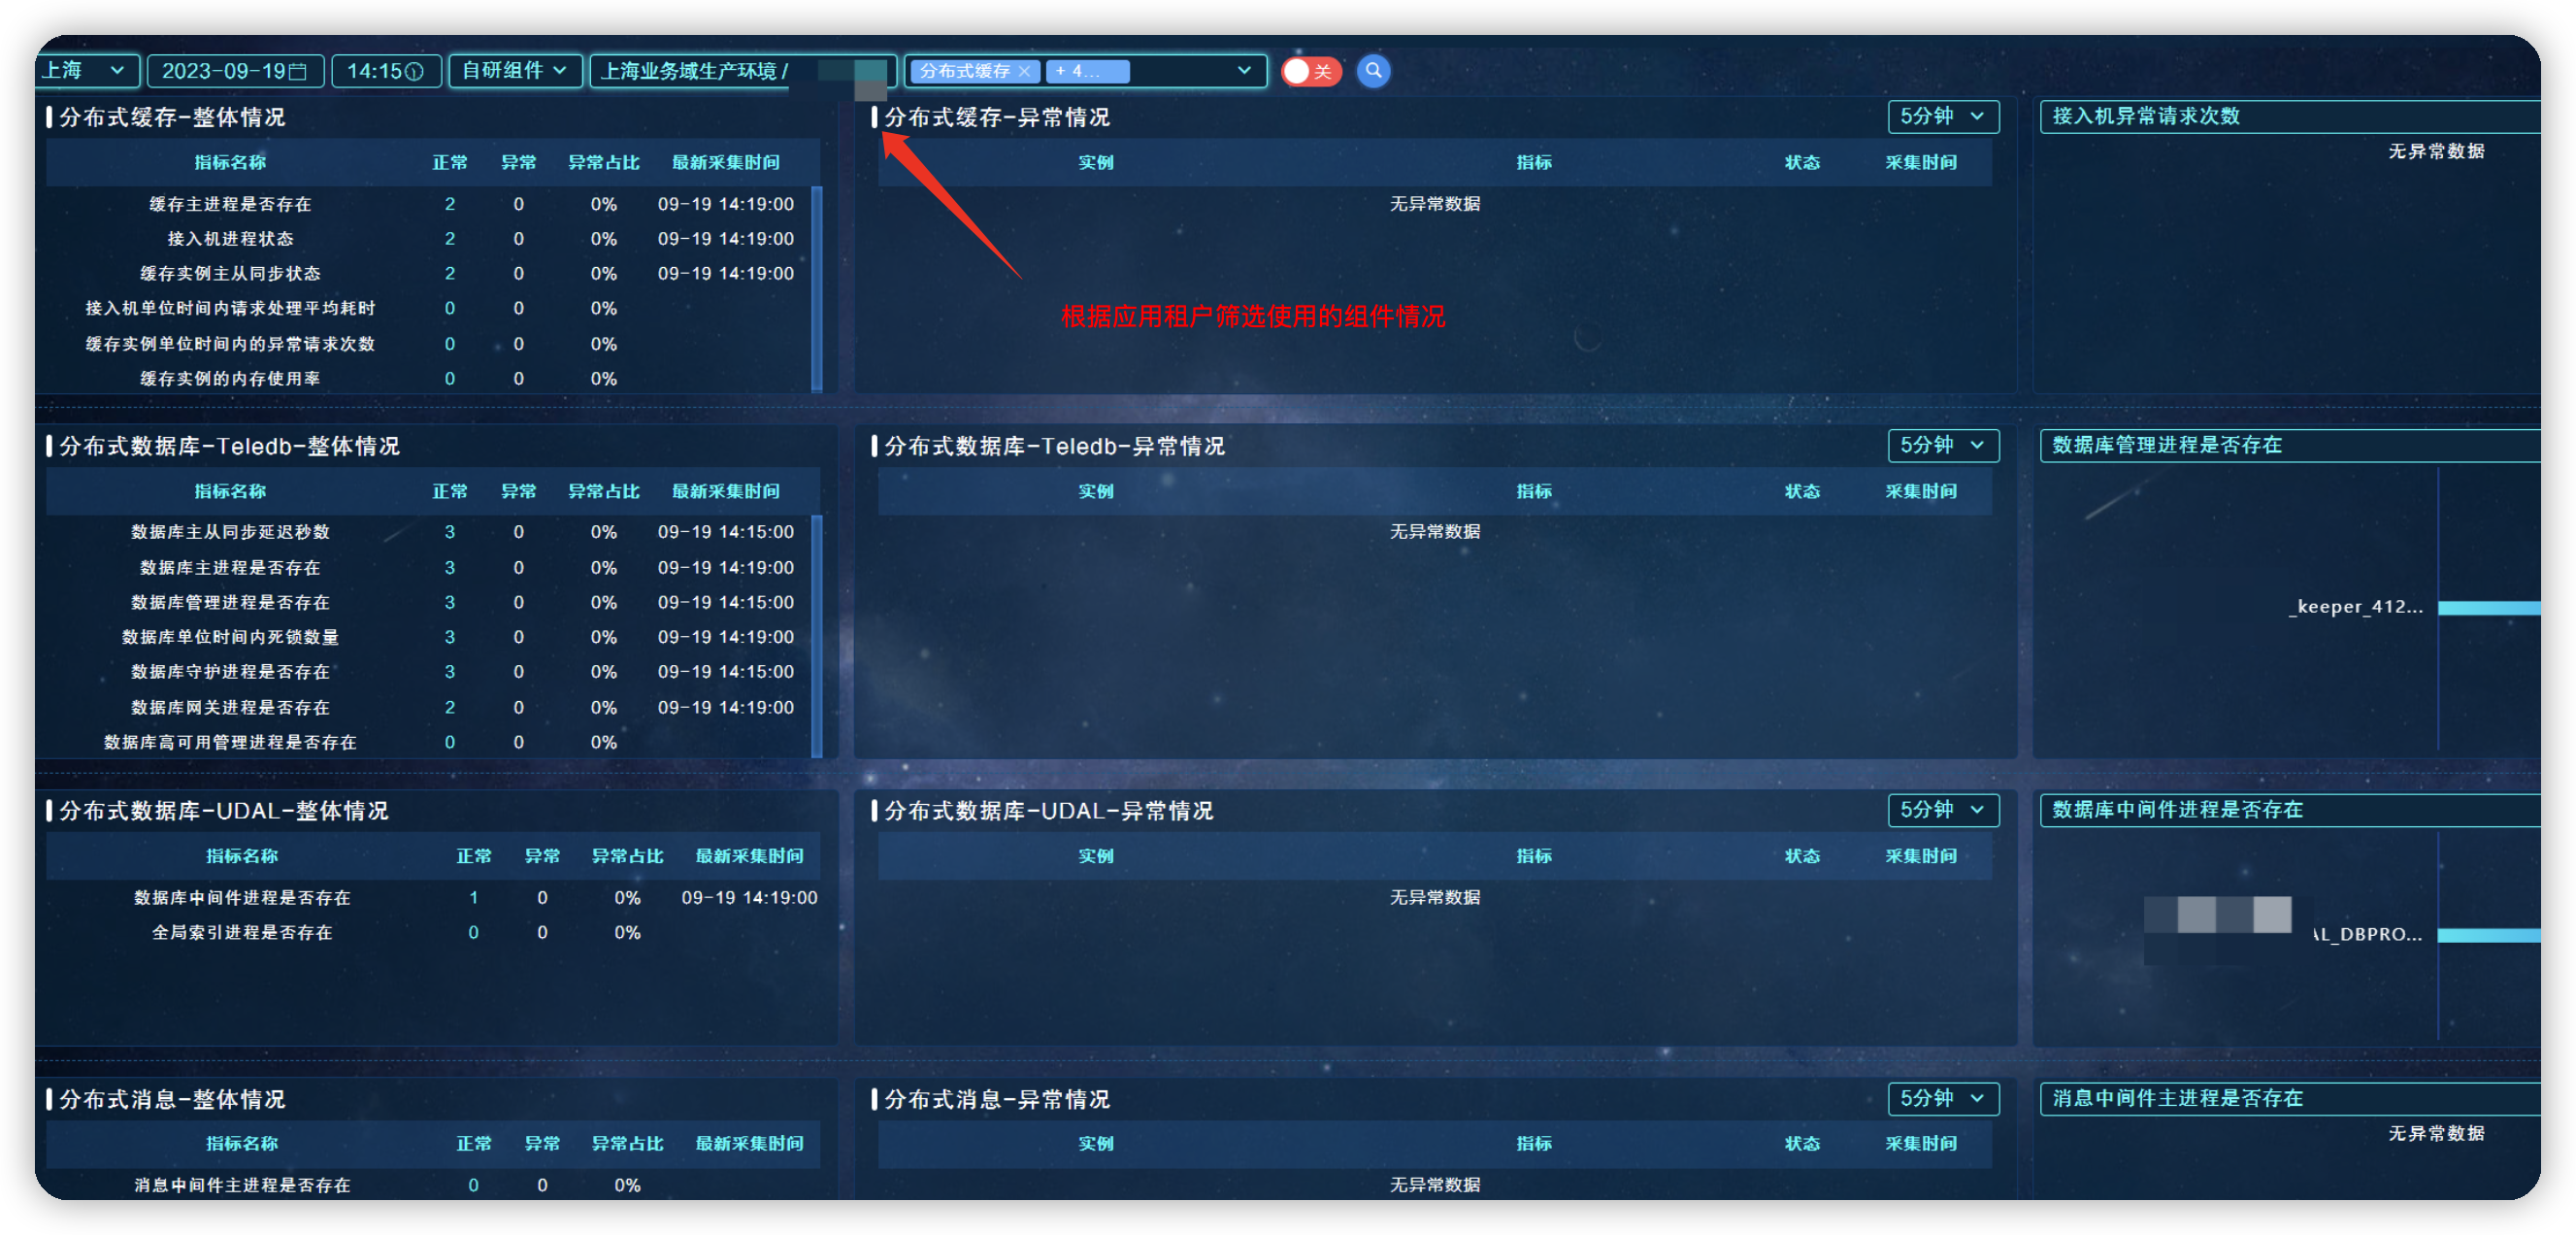 上海 2023-09-19 14:15 自研组件 上海业务域生产环境 / 分布式缓存 × + 4... 关
分布式缓存-整体情况
指标名称 正常 异常 异常占比 最新采集时间
缓存主进程是否存在 2 0 0% 09-19 14:19:00
接入机进程状态 2 0 0% 09-19 14:19:00
缓存实例主从同步状态 2 0 0% 09-19 14:19:00
接入机单位时间内请求处理平均耗时 0 0 0%
缓存实例单位时间内的异常请求次数 0 0 0%
缓存实例的内存使用率 0 0 0%
分布式缓存-异常情况 5分钟
实例 指标 状态 采集时间
无异常数据
根据应用租户筛选使用的组件情况
接入机异常请求次数
无异常数据
分布式数据库-Teledb-整体情况
指标名称 正常 异常 异常占比 最新采集时间
数据库主从同步延迟秒数 3 0 0% 09-19 14:15:00
数据库主进程是否存在 3 0 0% 09-19 14:19:00
数据库管理进程是否存在 3 0 0% 09-19 14:15:00
数据库单位时间内死锁数量 3 0 0% 09-19 14:19:00
数据库守护进程是否存在 3 0 0% 09-19 14:15:00
数据库网关进程是否存在 2 0 0% 09-19 14:19:00
数据库高可用管理进程是否存在 0 0 0%
分布式数据库-Teledb-异常情况 5分钟
实例 指标 状态 采集时间
无异常数据
数据库管理进程是否存在
_keeper_412...
分布式数据库-UDAL-整体情况
指标名称 正常 异常 异常占比 最新采集时间
数据库中间件进程是否存在 1 0 0% 09-19 14:19:00
全局索引进程是否存在 0 0 0%
分布式数据库-UDAL-异常情况 5分钟
实例 指标 状态 采集时间
无异常数据
数据库中间件进程是否存在
AL_DBPRO...
分布式消息-整体情况
指标名称 正常 异常 异常占比 最新采集时间
消息中间件主进程是否存在 0 0 0%
分布式消息-异常情况 5分钟
实例 指标 状态 采集时间
无异常数据
消息中间件主进程是否存在
无异常数据